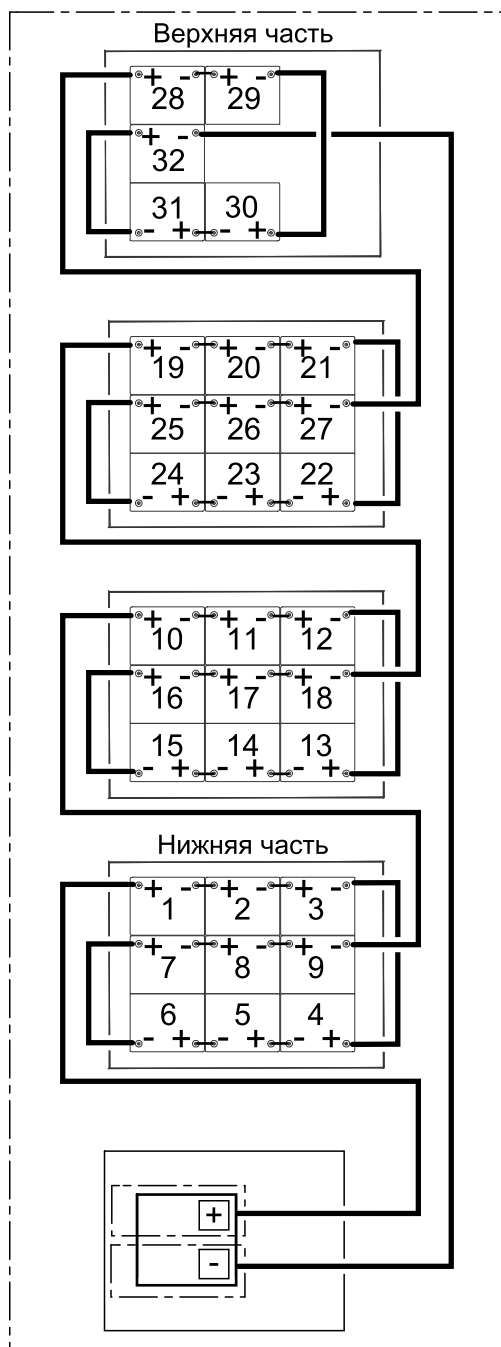 Верхняя часть
+ - + -
28 29
+ -
32
31 30
- + - +
+ - + - + -
19 20 21
+ - + - + -
25 26 27
24 23 22
- + - + - +
+ - + - + -
10 11 12
+ - + - + -
16 17 18
15 14 13
- + - + - +
Нижняя часть
+ - + - + -
1 2 3
+ - + - + -
7 8 9
6 5 4
- + - + - +
+
-